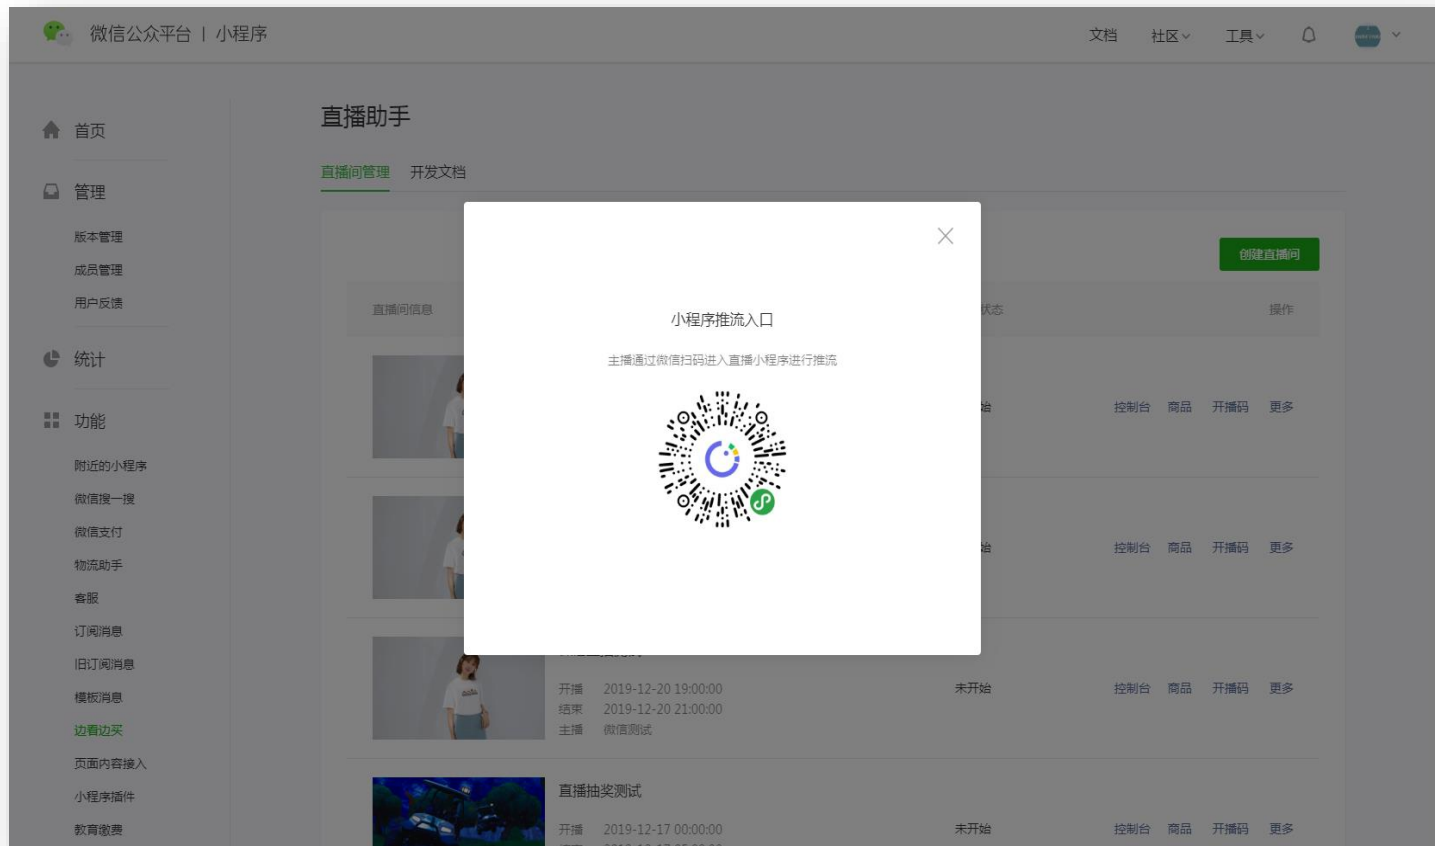 微信公众平台 | 小程序
文档 社区 工具
首页
管理
版本管理
成员管理
用户反馈
统计
功能
附近的小程序
微信搜一搜
微信支付
物流助手
客服
订阅消息
旧订阅消息
模板消息
边看边买
页面内容接入
小程序插件
教育缴费
直播助手
直播间管理 开发文档
创建直播间
直播间信息 状态 操作
小程序推流入口
主播通过微信扫码进入直播小程序进行推流
控制台 商品 开播码 更多
控制台 商品 开播码 更多
开播 2019-12-20 19:00:00
结束 2019-12-20 21:00:00
主播 微信测试
未开始 控制台 商品 开播码 更多
直播抽奖测试
开播 2019-12-17 00:00:00
未开始 控制台 商品 开播码 更多